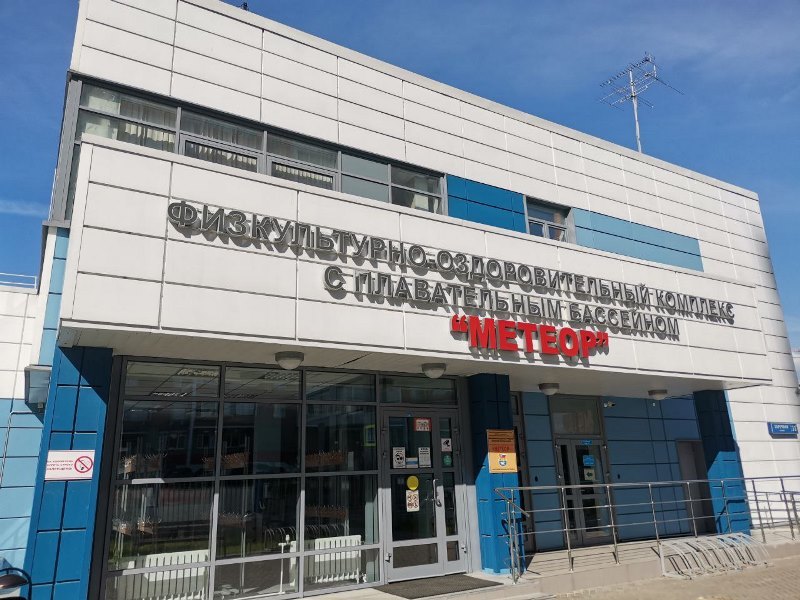 ФИЗКУЛЬТУРНО-ОЗДОРОВИТЕЛЬНЫЙ КОМПЛЕКС
С ПЛАВАТЕЛЬНЫМ БАССЕЙНОМ
"МЕТЕОР"